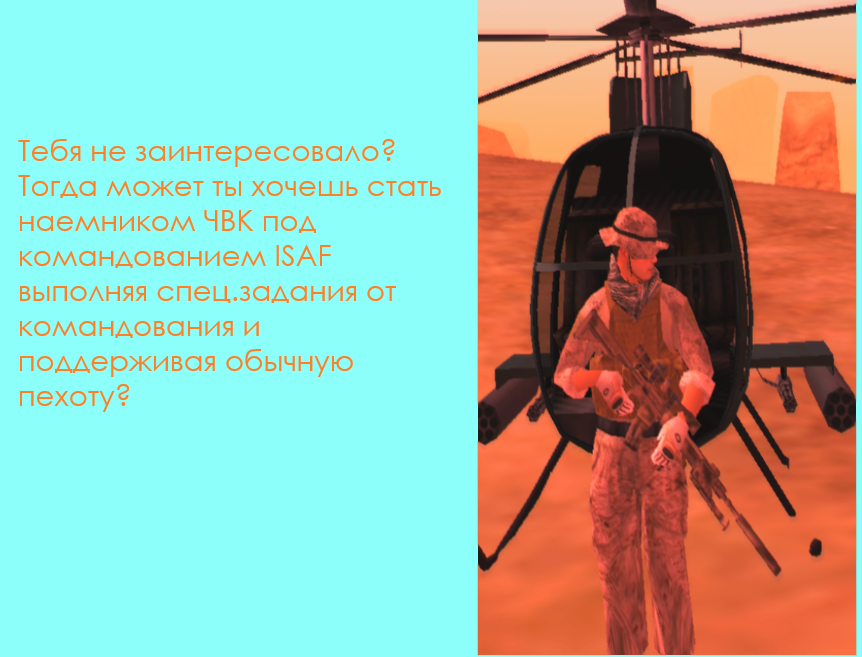 Тебя не заинтересовало?
Тогда может ты хочешь стать
наемником ЧВК под
командованием ISAF
выполняя спец.задания от
командования и
поддерживая обычную
пехоту?